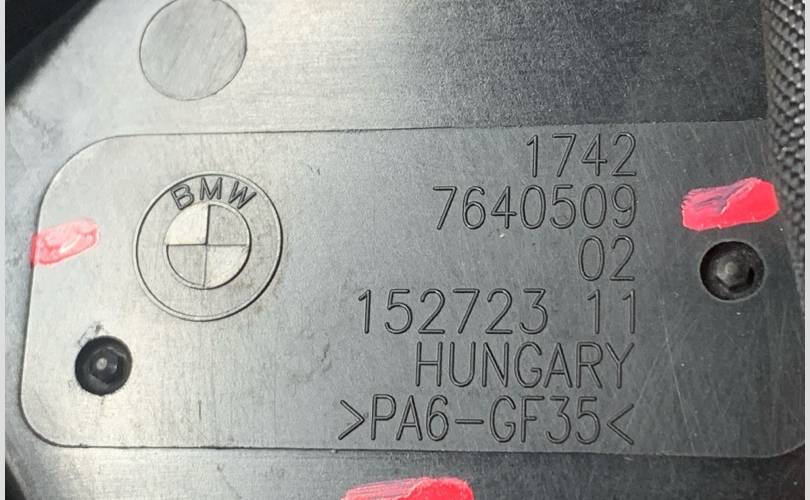 BMW
1742
7640509
02
152723 11
HUNGARY
>PA6-GF35<